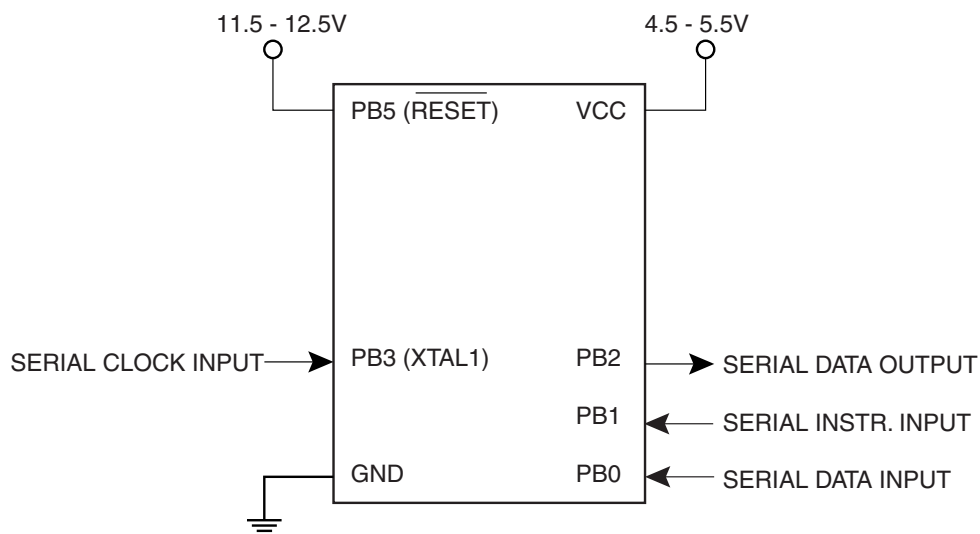 11.5 - 12.5V
4.5 - 5.5V
PB5 (RESET)
VCC
SERIAL CLOCK INPUT
PB3 (XTAL1)
PB2
SERIAL DATA OUTPUT
PB1
SERIAL INSTR. INPUT
GND
PB0
SERIAL DATA INPUT